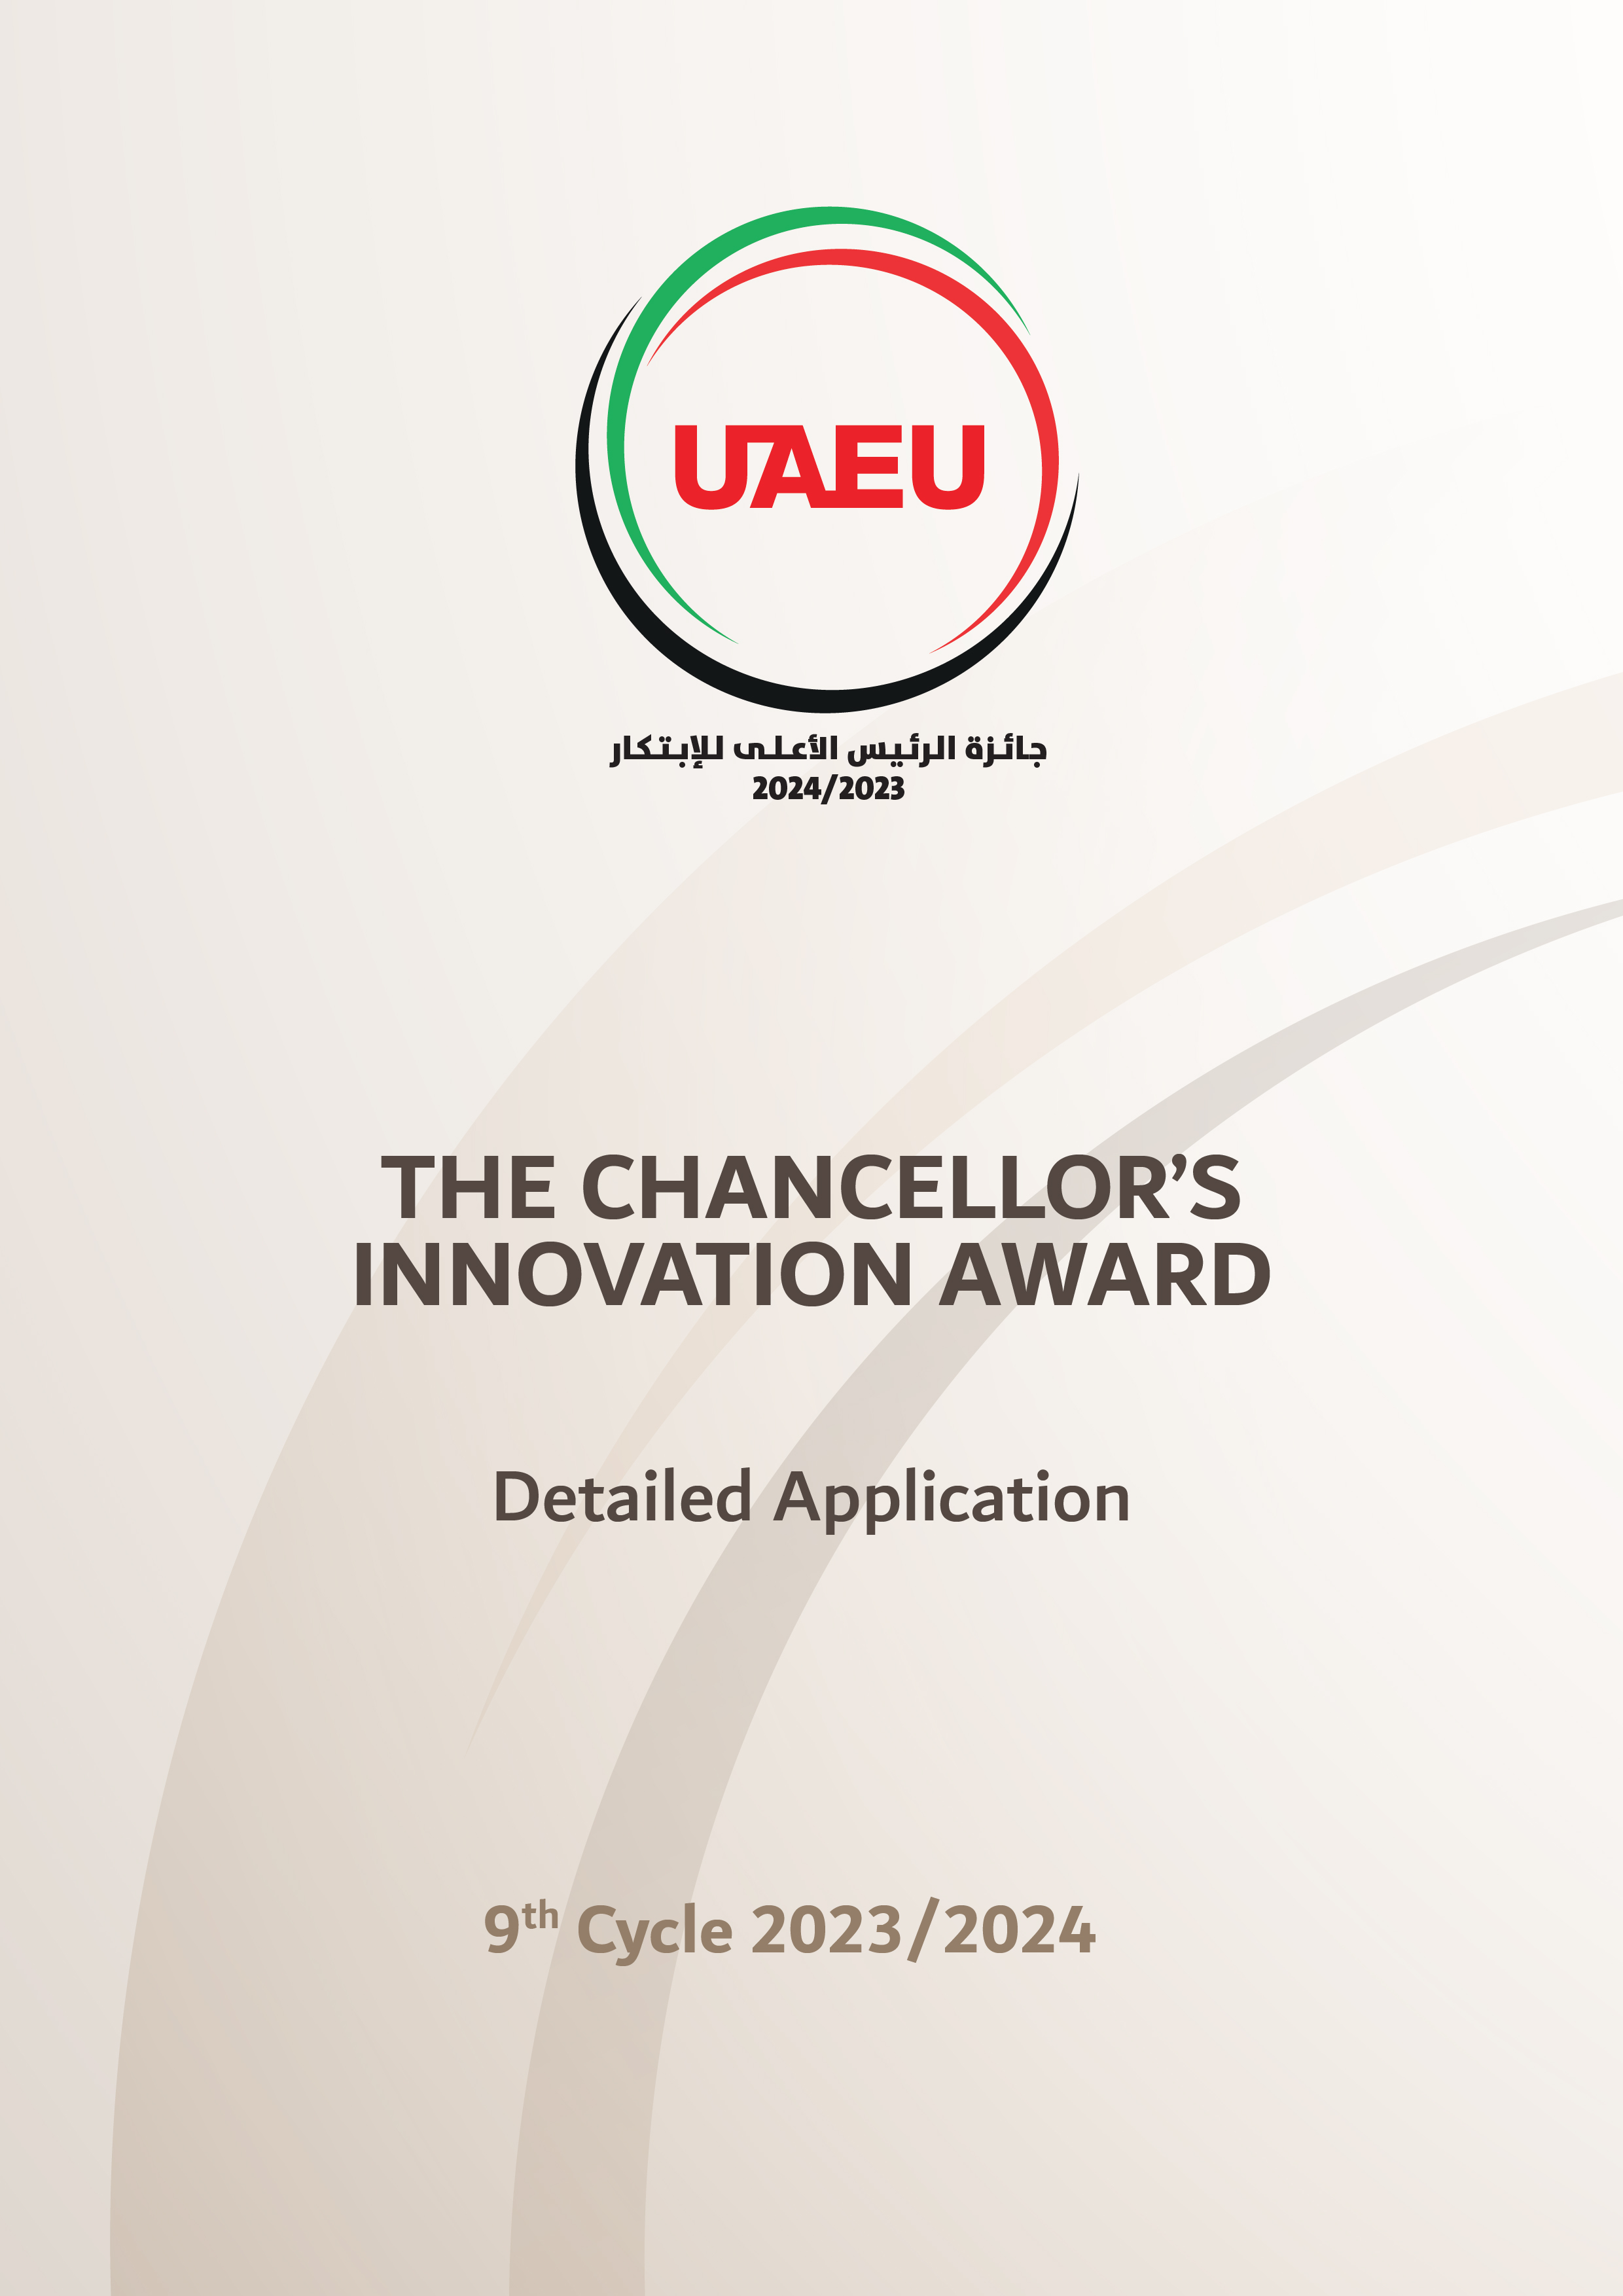 UAEU
جائزة الرئيس الأعلى للإبتكار
2024/2023
THE CHANCELLOR’S
INNOVATION AWARD
Detailed Application
9th Cycle 2023/2024